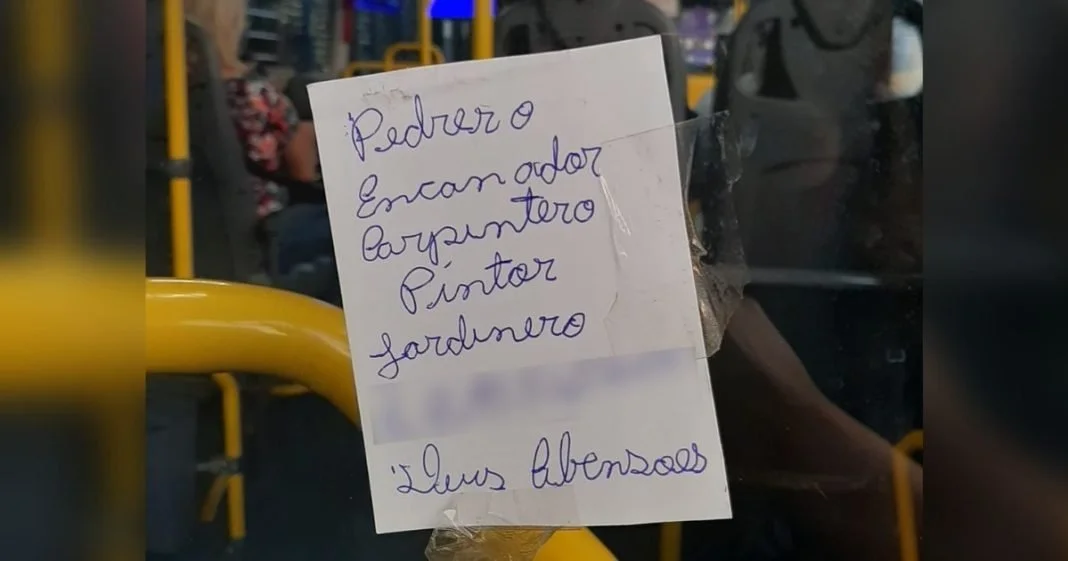 Pedrero
Encanador
Carpintero
Pintor
Jardinero
Deus Abensoes